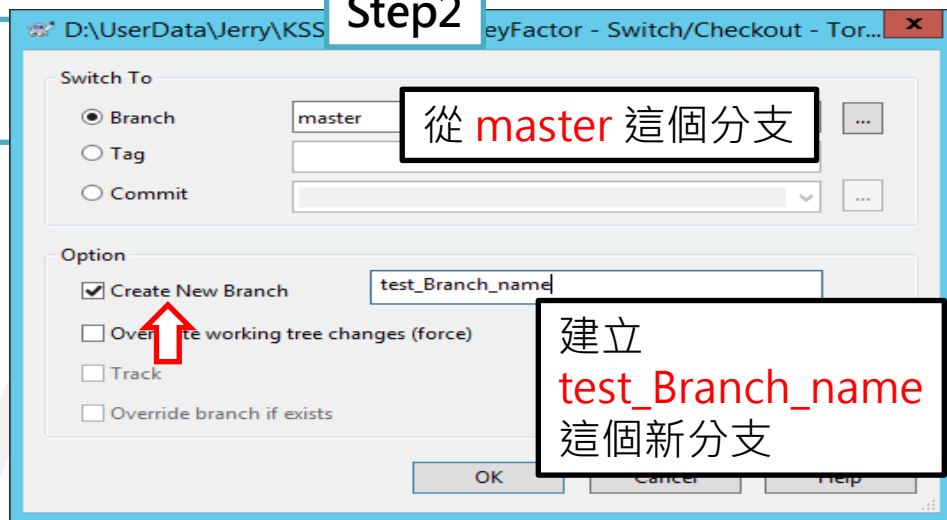 Step2
D:\UserData\Jerry\KSS eyFactor - Switch/Checkout - Tor...
Switch To
Branch
master
從 master 這個分支
...
Tag
Commit
...
Option
Create New Branch
test_Branch_name
working tree changes (force)
建立
test_Branch_name
這個新分支
Track
Override branch if exists
OK
Cancel
Help